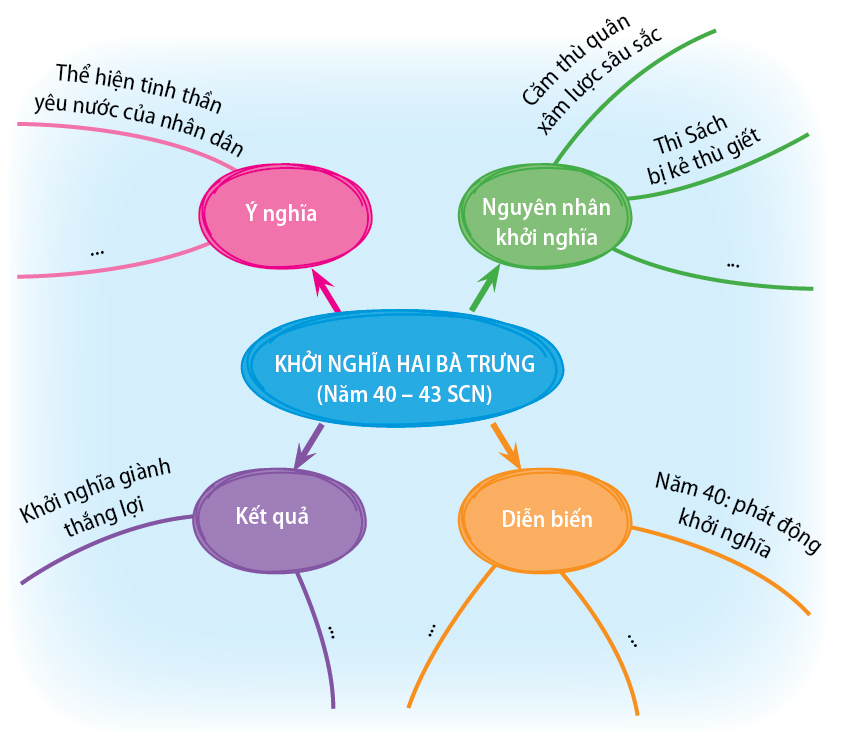 Thể hiện tinh thần
yêu nước của nhân dân
...
Ý nghĩa
Căm thù quân
xâm lược sâu sắc
Thi Sách
bị kẻ thù giết
...
Nguyên nhân
khởi nghĩa
KHỞI NGHĨA HAI BÀ TRƯNG
(Năm 40 – 43 SCN)
Khởi nghĩa giành
thắng lợi
...
Kết quả
Diễn biến
Năm 40: phát động
khởi nghĩa
...
...